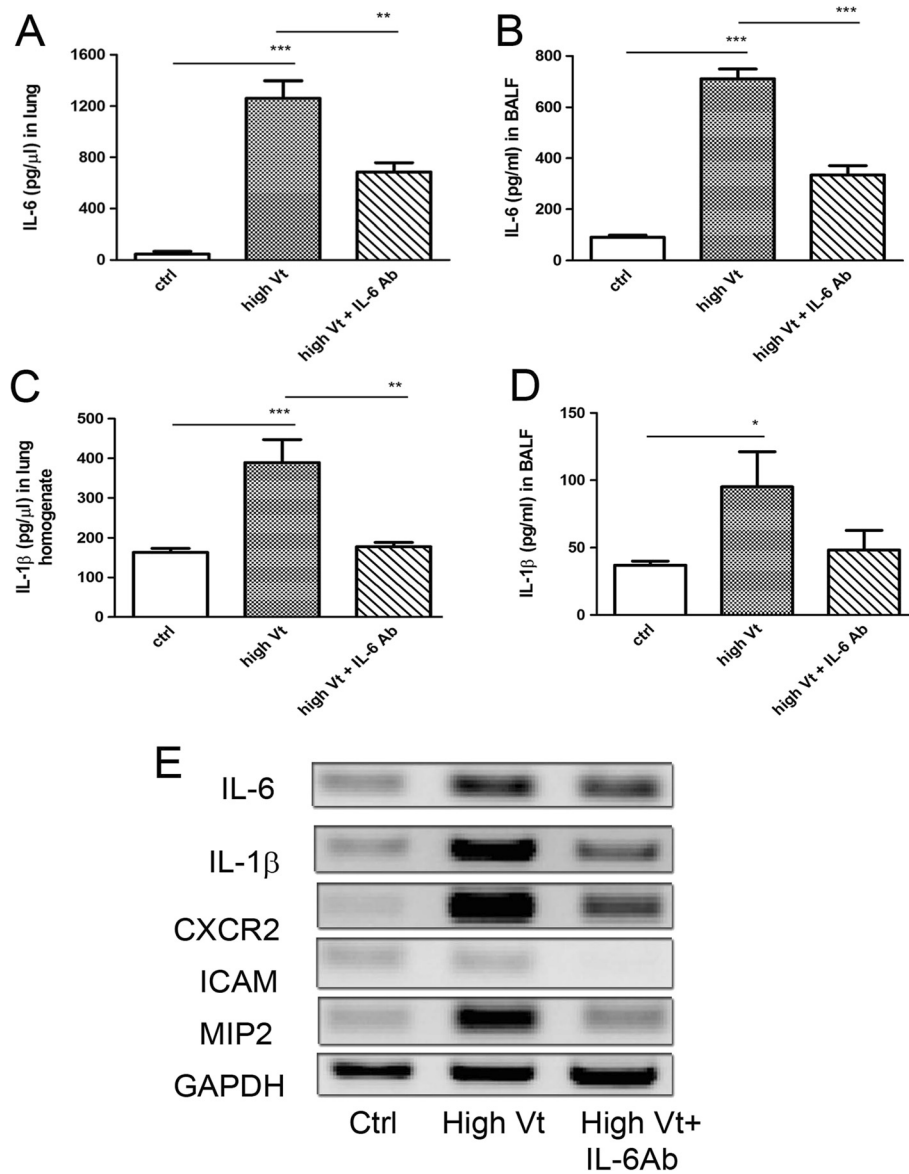 A
IL-6 (pg/μl) in lung
1600
1200
800
400
0
***
**
ctrl
high Vt
high Vt + IL-6 Ab
B
IL-6 (pg/ml) in BALF
800
600
400
200
0
***
***
ctrl
high Vt
high Vt + IL-6 Ab
C
IL-1β (pg/μl) in lung
homogenate
500
400
300
200
100
0
***
**
ctrl
high Vt
high Vt + IL-6 Ab
D
IL-1β (pg/ml) in BALF
150
100
50
0
*
ctrl
high Vt
high Vt + IL-6 Ab
E
IL-6
IL-1β
CXCR2
ICAM
MIP2
GAPDH
Ctrl High Vt High Vt+
IL-6Ab